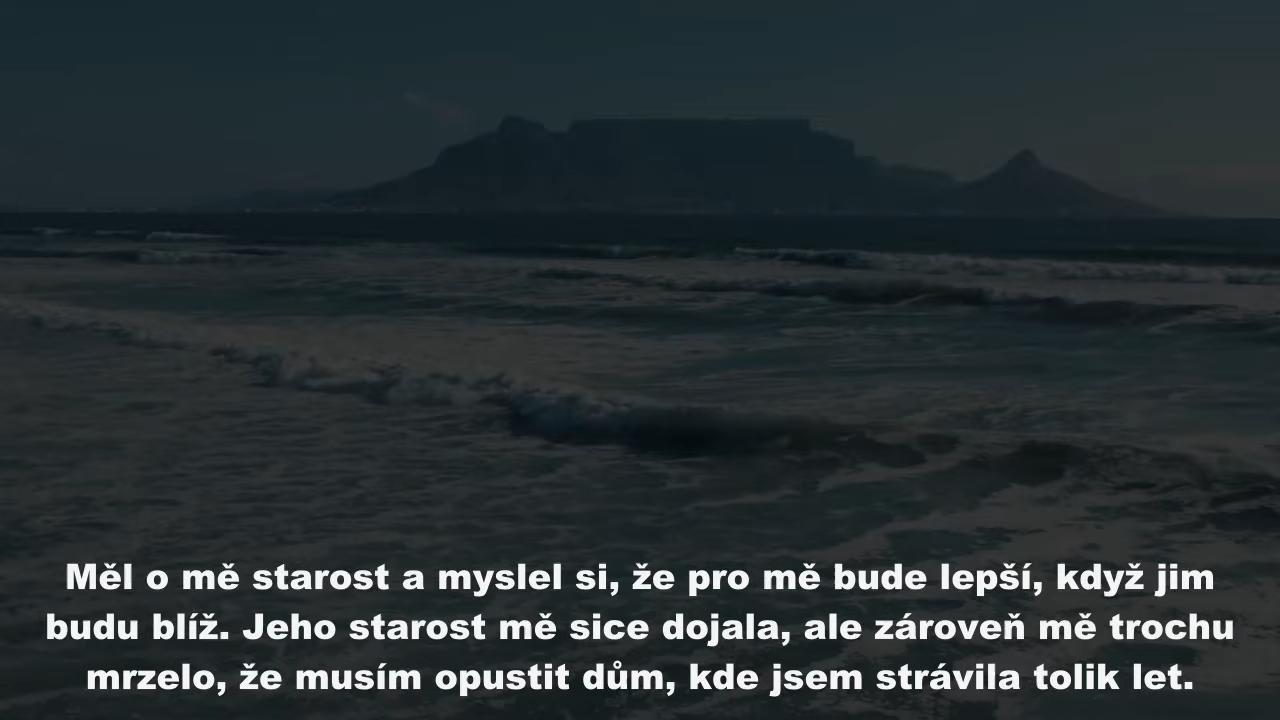 Měl o mě starost a myslel si, že pro mě bude lepší, když jim
budu blíž. Jeho starost mě sice dojala, ale zároveň mě trochu
mrzelo, že musím opustit dům, kde jsem strávila tolik let.